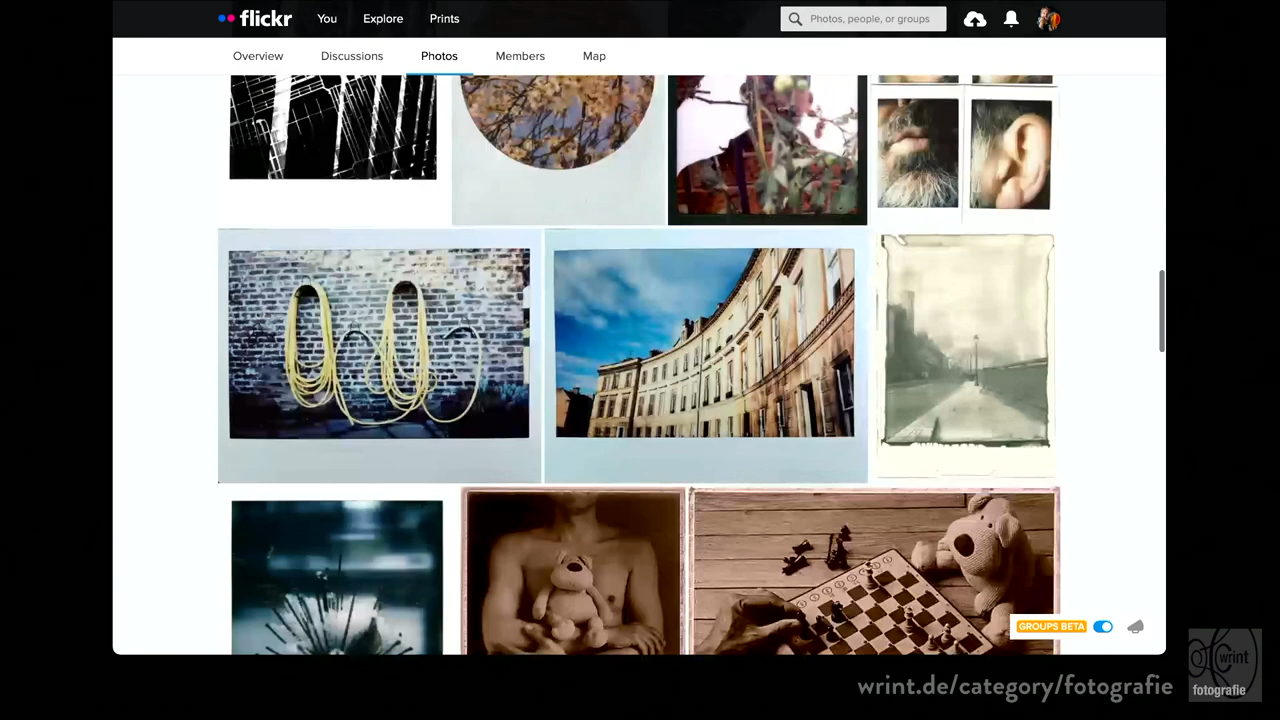 flickr You Explore Prints Photos, people, or groups
Overview Discussions Photos Members Map
GROUPS BETA
wrint.de/category/fotografie
wrint
fotografie